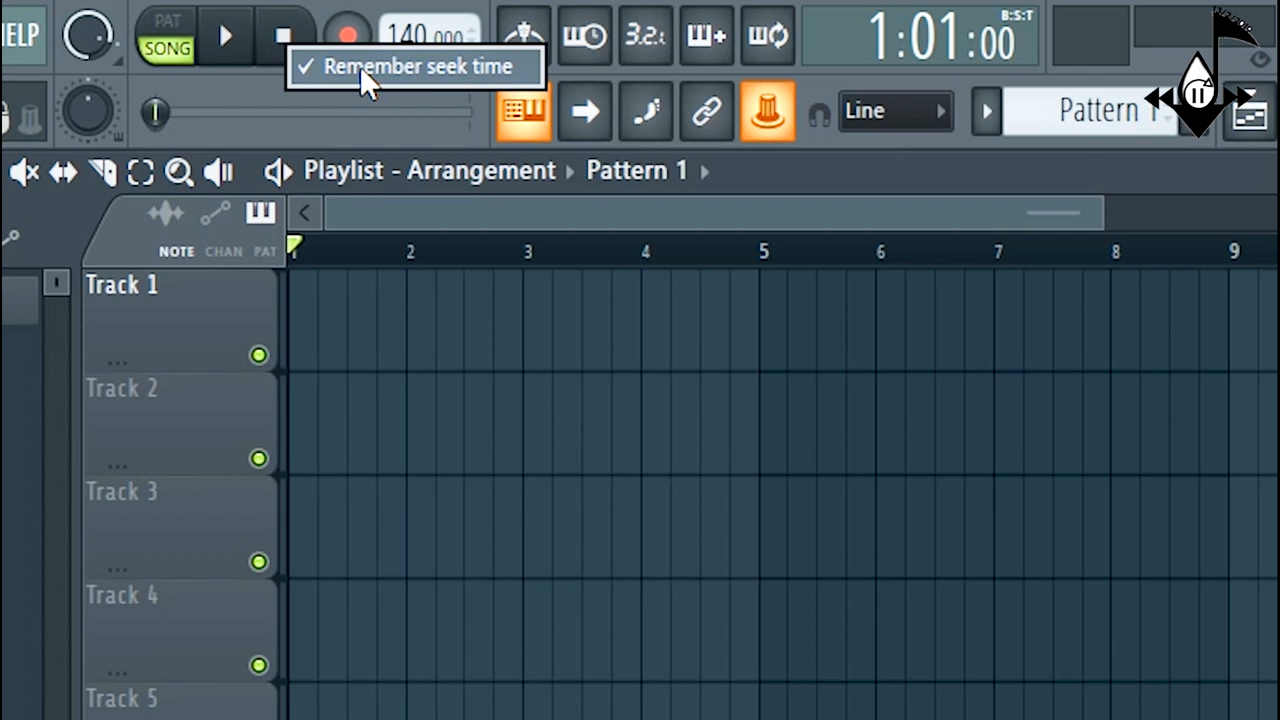 HELP
PAT
SONG
140.000
3.2.
1:01:00
B:S:T
Remember seek time
Line
Pattern 1
Playlist - Arrangement
Pattern 1
NOTE CHAN PAT
1 2 3 4 5 6 7 8 9
Track 1
...
Track 2
...
Track 3
...
Track 4
...
Track 5